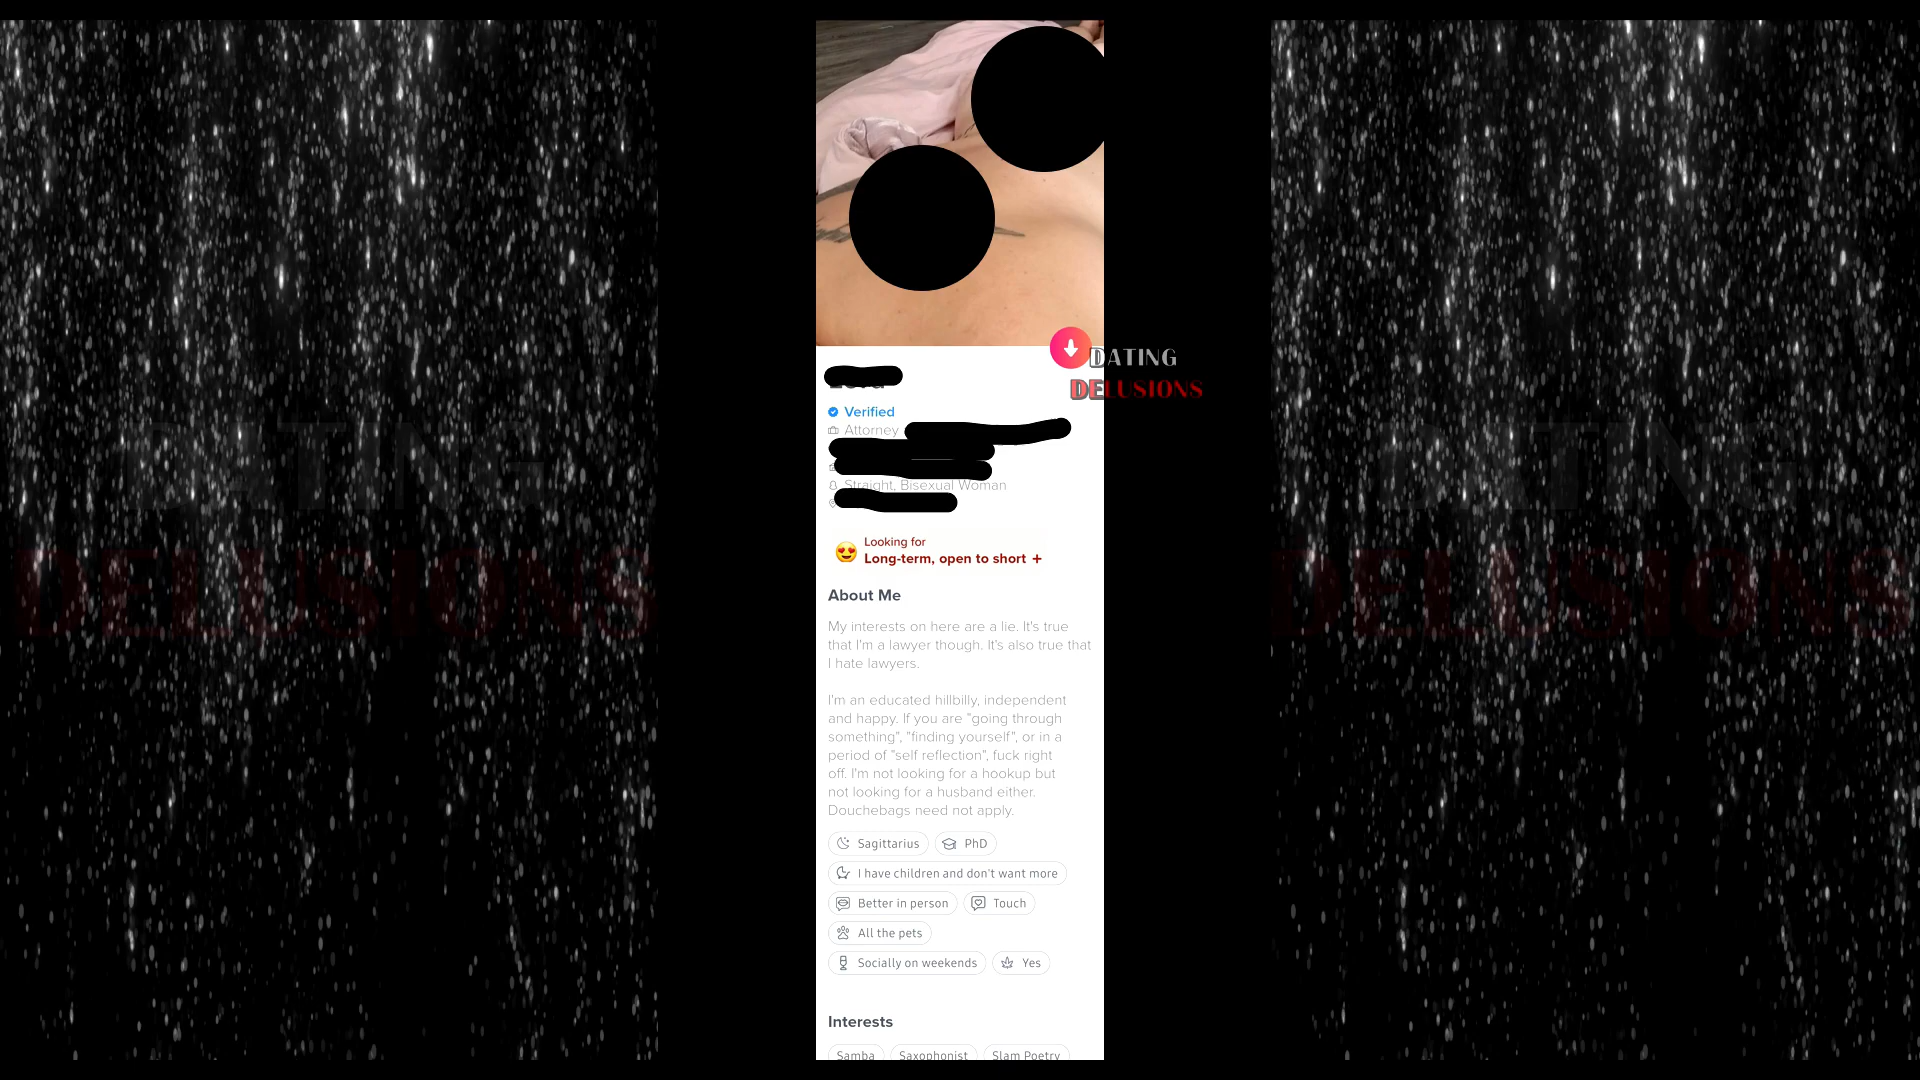 DATING
DELUSIONS
Verified
Attorney
Straight, Bisexual Woman
Looking for
Long-term, open to short +
About Me
My interests on here are a lie. It's true
that I'm a lawyer though. It's also true that
I hate lawyers.
I'm an educated hillbilly, independent
and happy. If you are "going through
something", "finding yourself", or in a
period of "self reflection", fuck right
off. I'm not looking for a hookup but
not looking for a husband either.
Douchebags need not apply.
Sagittarius PhD
I have children and don't want more
Better in person Touch
All the pets
Socially on weekends Yes
Interests
Samba Saxophonist Slam Poetry
DATING
DELUSIONS
DATING
DELUSIONS